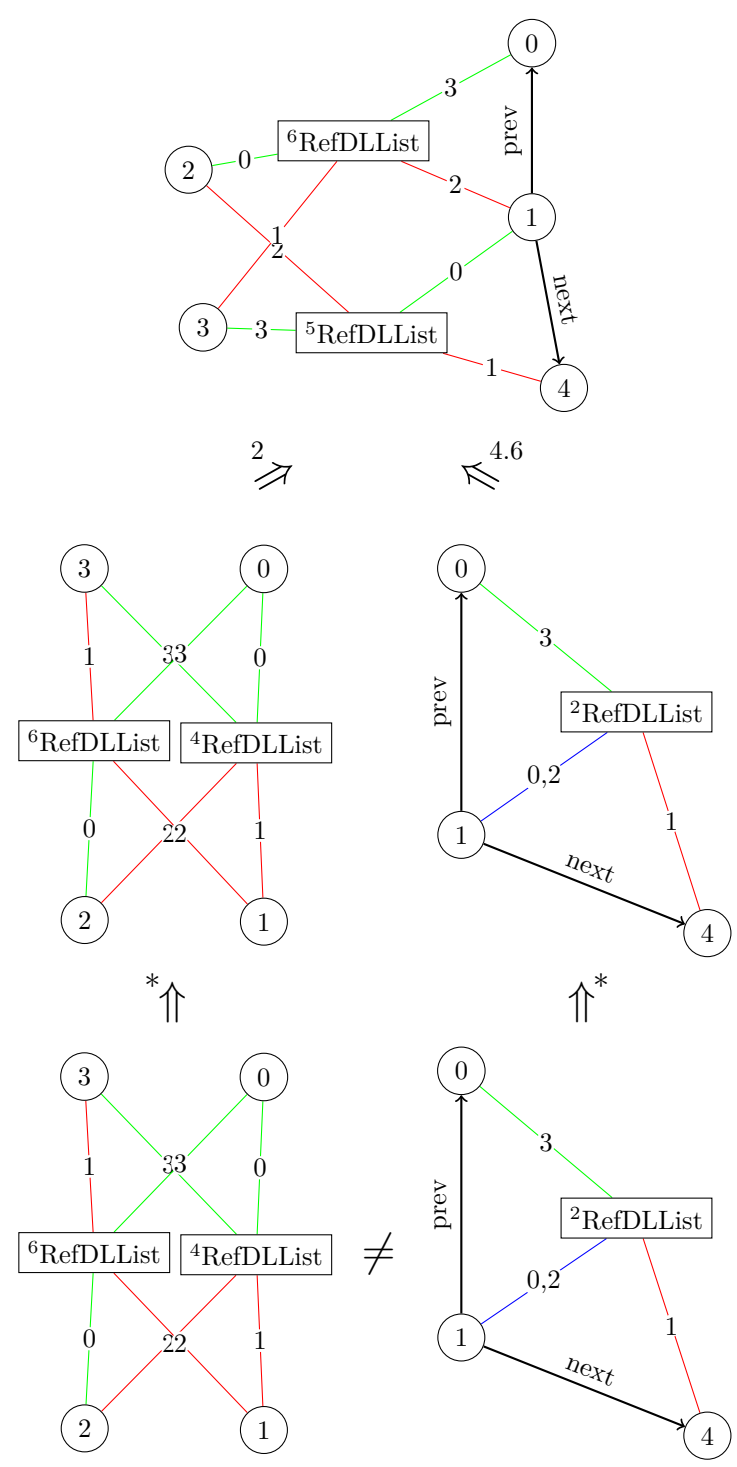 0
3
prev
⁶RefDLList
2 0
2
1
1
2
0
next
3 3
⁵RefDLList
1
4
2
4.6
⇒ ⇐
3 0 0
1 33 0 3
prev
²RefDLList
⁶RefDLList ⁴RefDLList
0,2
0 22 1 1
1
next
2 1 4
* *
⇑ ⇑
3 0 0
1 33 0 3
prev
²RefDLList
⁶RefDLList ⁴RefDLList ≠
0,2
0 22 1 1
1
next
2 1 4